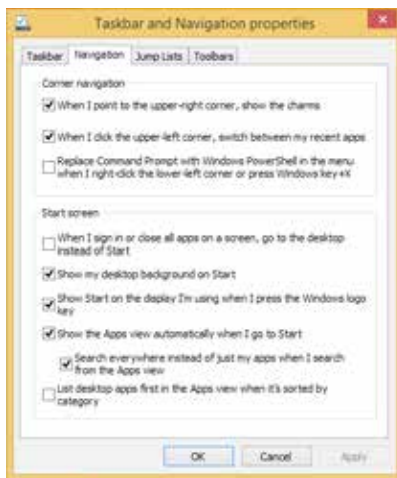 Taskbar and Navigation properties
Taskbar Navigation Jump Lists Toolbars
Corner navigation
When I point to the upper-right corner, show the charms
When I click the upper-left corner, switch between my recent apps
Replace Command Prompt with Windows PowerShell in the menu
when I right-click the lower-left corner or press Windows key+X
Start screen
When I sign in or close all apps on a screen, go to the desktop
instead of Start
Show my desktop background on Start
Show Start on the display I'm using when I press the Windows logo
key
Show the Apps view automatically when I go to Start
Search everywhere instead of just my apps when I search
from the Apps view
List desktop apps first in the Apps view when it's sorted by
category
OK Cancel Apply